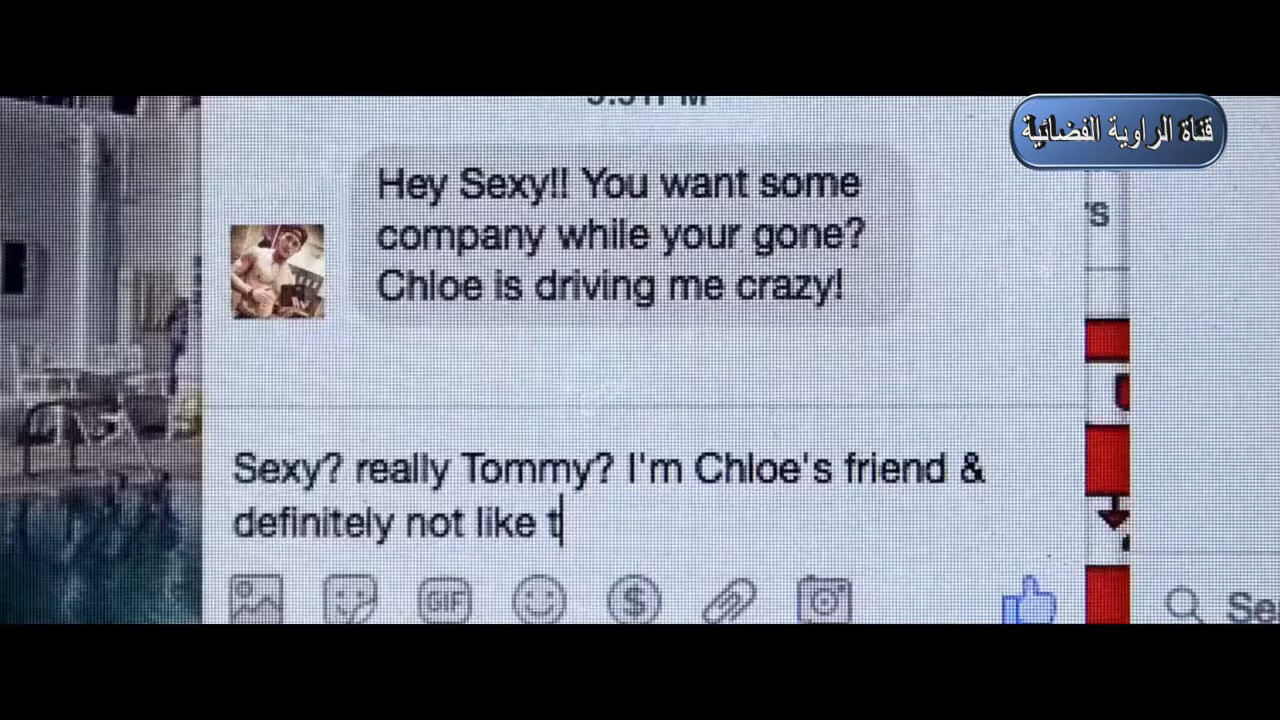 قناة الراوية الفضائية
Hey Sexy!! You want some
company while your gone?
Chloe is driving me crazy!
's
Sexy? really Tommy? I'm Chloe's friend &
definitely not like t
GIF
$